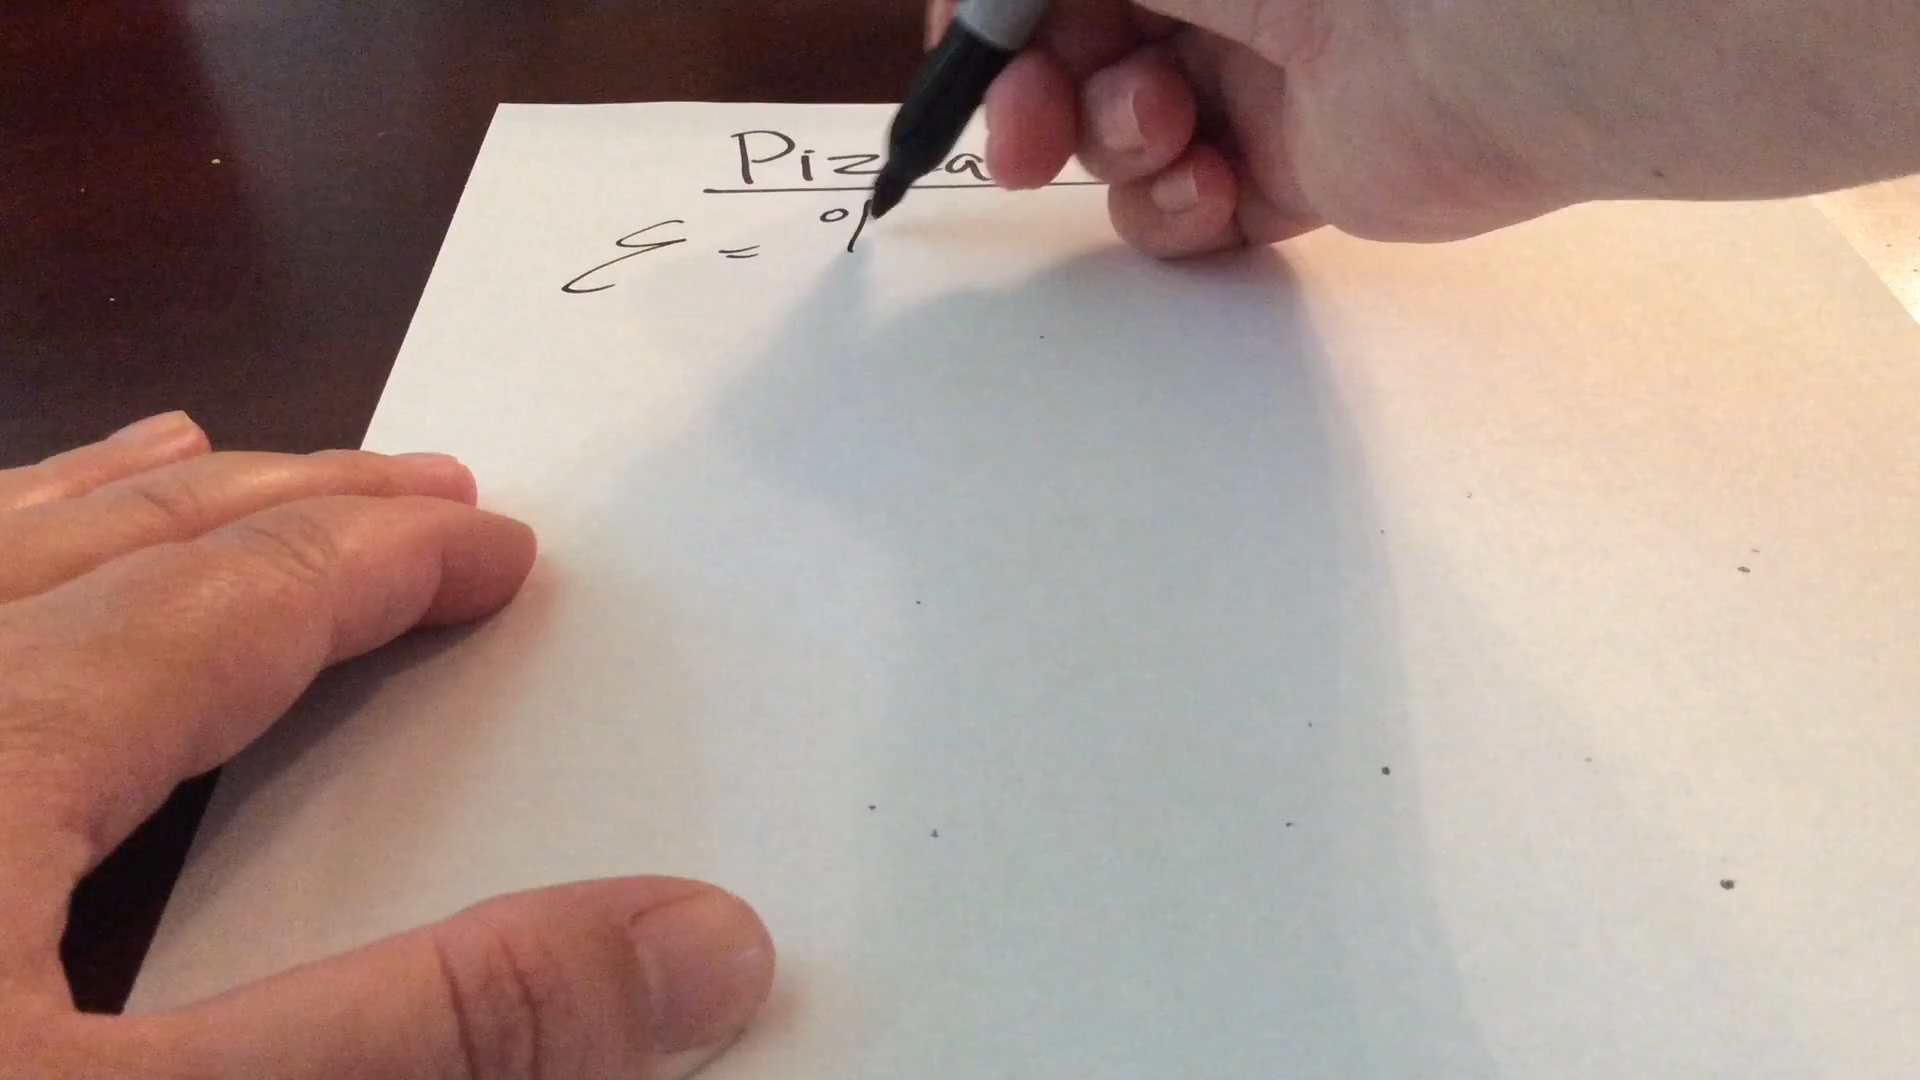 Pizza
ξ = %